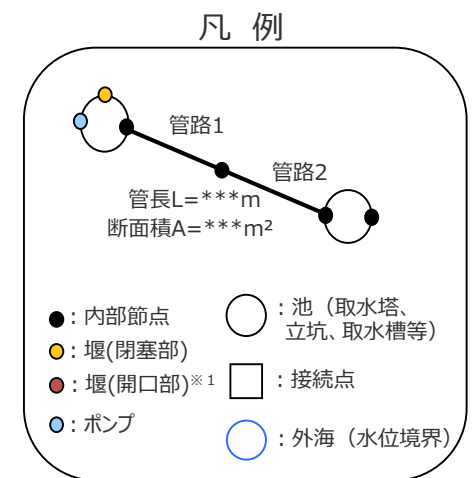 凡 例
管路1
管路2
管長L=***m
断面積A=***m²
：内部節点
：堰(閉塞部)
：堰(開口部)※1
：ポンプ
：池（取水塔、
立坑、取水槽等）
：接続点
：外海（水位境界）